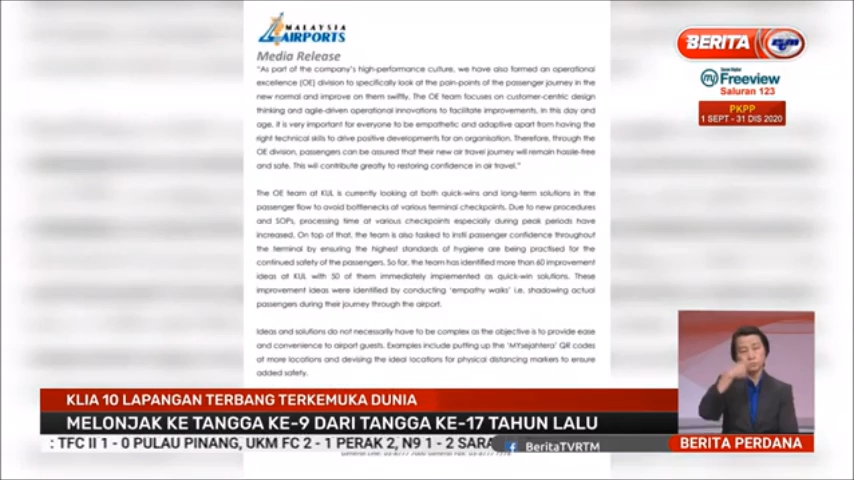 MALAYSIA
AIRPORTS
Media Release
"As part of the company's high-performance culture, we have also formed an operational
excellence (OE) division to specifically look at the pain-points of the passenger journey in the
new normal and improve on them swiftly. The OE team focuses on customer-centric design
thinking and agile-driven operational innovations to facilitate improvements. In this day and
age, it is very important for everyone to be empathetic and adaptive apart from having the
right technical skills to drive positive developments for an organisation. Therefore, through the
OE division, passengers can be assured that their new air travel journey will remain hassle-free
and safe. This will contribute greatly to restoring confidence in air travel."
The OE team at KUL is currently looking at both quick-wins and long-term solutions in the
passenger flow to avoid bottlenecks at various terminal checkpoints. Due to new procedures
and SOPs, processing time at various checkpoints especially during peak periods have
increased. On top of that, the team is also tasked to instil passenger confidence throughout
the terminal by ensuring the highest standards of hygiene are being practised for the
continued safety of the passengers. So far, the team has identified more than 60 improvement
ideas at KUL with 50 of them immediately implemented as quick-win solutions. These
improvement ideas were identified by conducting 'empathy walks' i.e. shadowing actual
passengers during their journey through the airport.
Ideas and solutions do not necessarily have to be complex as the objective is to provide ease
and convenience to airport guests. Examples include putting up the 'MYsejahtera' QR codes
at more locations and devising the ideal locations for physical distancing markers to ensure
added safety.
BERITA
Freeview
Saluran 123
PKPP
1 SEPT - 31 DIS 2020
KLIA 10 LAPANGAN TERBANG TERKEMUKA DUNIA
MELONJAK KE TANGGA KE-9 DARI TANGGA KE-17 TAHUN LALU
: TFC II 1 - 0 PULAU PINANG, UKM FC 2 - 1 PERAK 2, N9 1 - 2 SARA
BeritaTVRTM
BERITA PERDANA